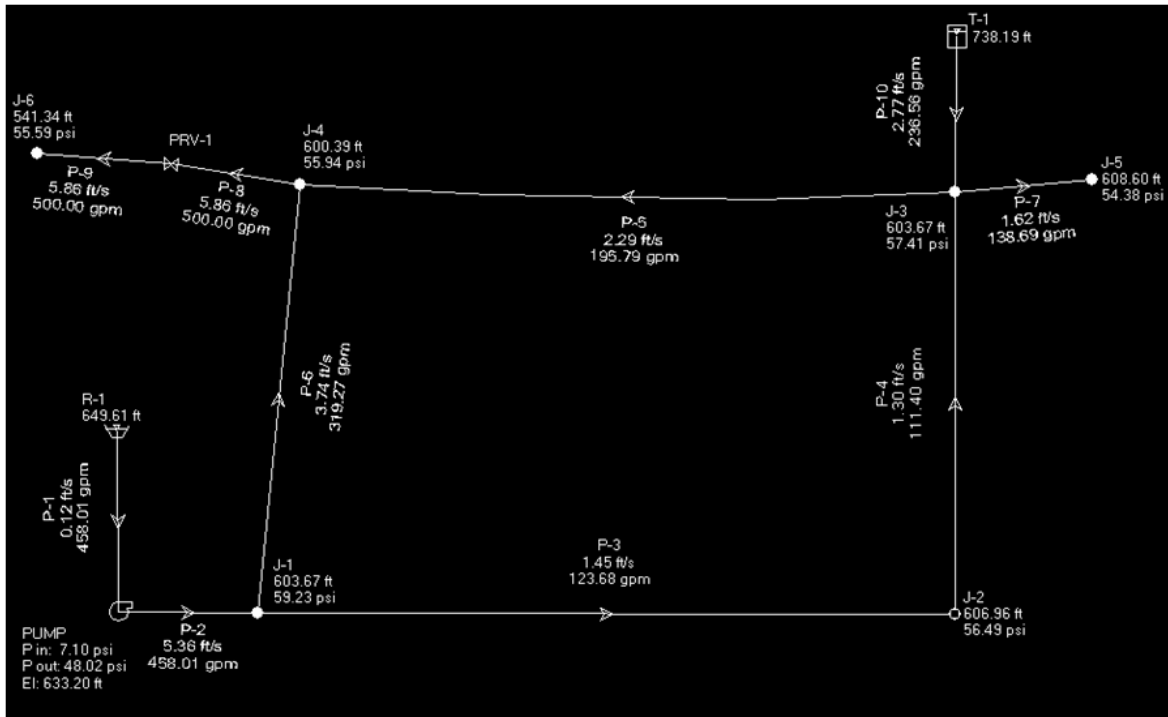 T-1
738.19 ft
P-10
2.77 ft/s
236.56 gpm
J-6
541.34 ft
55.59 psi
PRV-1
J-4
600.39 ft
55.94 psi
P-9
5.86 ft/s
500.00 gpm
P-8
5.86 ft/s
500.00 gpm
P-5
2.29 ft/s
195.79 gpm
J-3
603.67 ft
57.41 psi
J-5
608.60 ft
54.38 psi
P-7
1.62 ft/s
138.69 gpm
R-1
649.61 ft
P-1
0.12 ft/s
458.01 gpm
P-6
3.74 ft/s
319.27 gpm
P-4
1.30 ft/s
111.40 gpm
J-1
603.67 ft
59.23 psi
P-3
1.45 ft/s
123.68 gpm
J-2
606.96 ft
56.49 psi
PUMP
P in: 7.10 psi
P out: 48.02 psi
El: 633.20 ft
P-2
5.36 ft/s
458.01 gpm